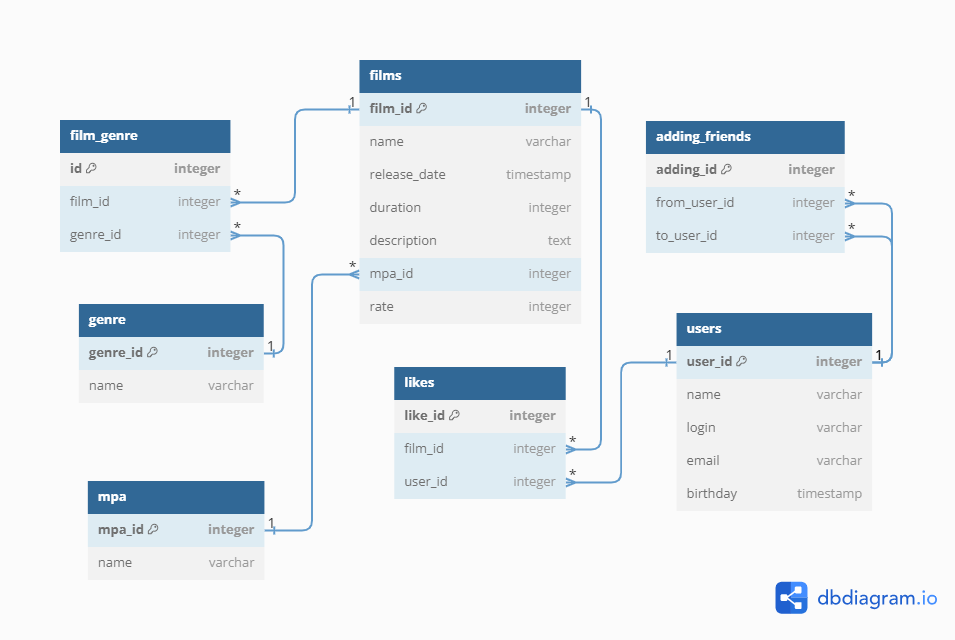 films
film_id integer
name varchar
release_date timestamp
duration integer
description text
mpa_id integer
rate integer
film_genre
id integer
film_id integer
genre_id integer
adding_friends
adding_id integer
from_user_id integer
to_user_id integer
genre
genre_id integer
name varchar
users
user_id integer
name varchar
login varchar
email varchar
birthday timestamp
likes
like_id integer
film_id integer
user_id integer
mpa
mpa_id integer
name varchar
1
1
*
*
*
*
*
1
*
*
1
1
1
dbdiagram.io